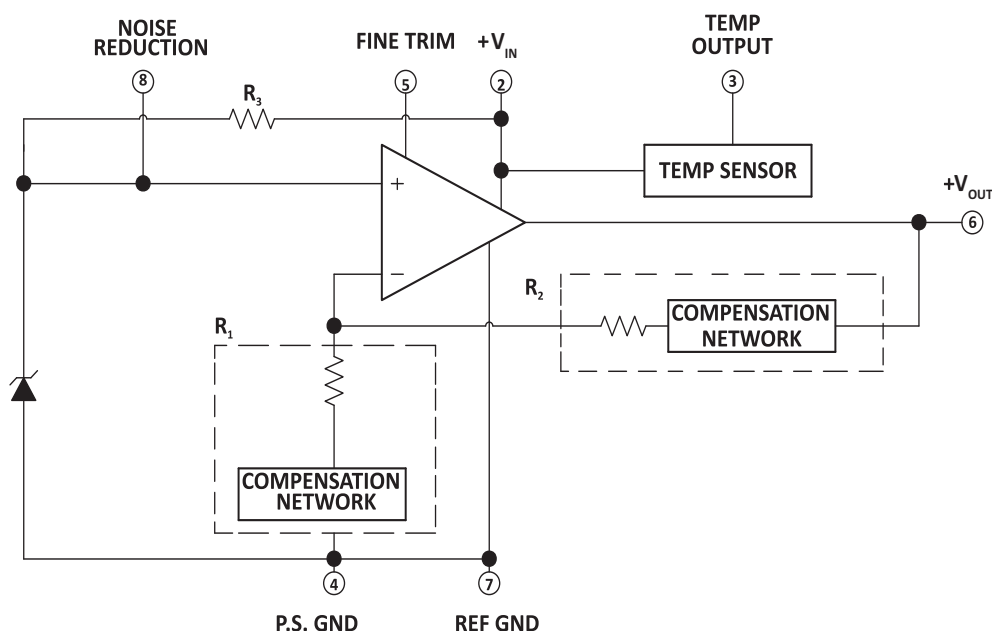 NOISE
REDUCTION
FINE TRIM
+VIN
TEMP
OUTPUT
8
5
2
3
R3
TEMP SENSOR
+
+VOUT
6
−
R2
COMPENSATION
NETWORK
R1
COMPENSATION
NETWORK
4
7
P.S. GND
REF GND